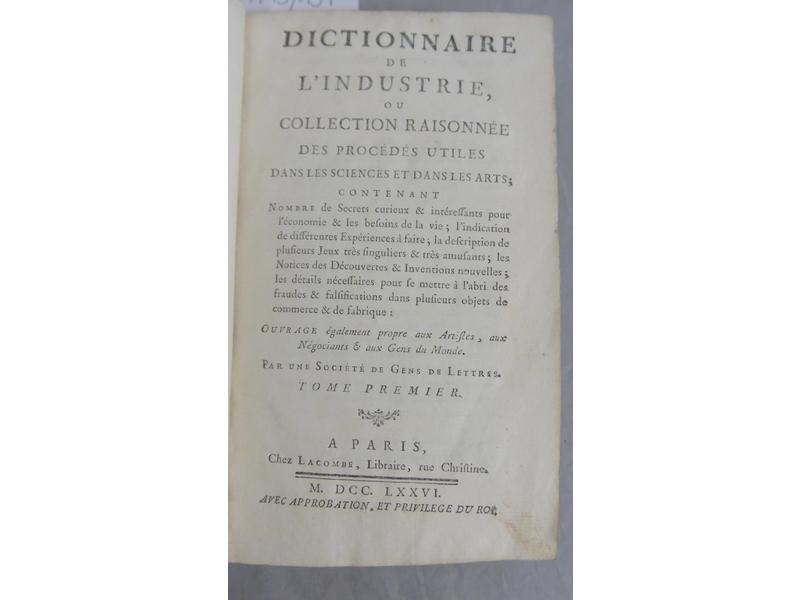 DICTIONNAIRE
DE
L'INDUSTRIE,
OU
COLLECTION RAISONNÉE
DES PROCÉDÉS UTILES
DANS LES SCIENCES ET DANS LES ARTS;
CONTENANT
NOMBRE de Secrets curieux & intéreſſans pour
l'économie & les beſoins de la vie; l'indication
de différentes Expériences à faire; la deſcription de
pluſieurs Jeux très ſinguliers & très amuſants; les
Notices des Découvertes & Inventions nouvelles;
les détails néceſſaires pour ſe mettre à l'abri des
fraudes & falſifications dans pluſieurs objets de
commerce & de fabrique:
OUVRAGE également propre aux Artiſtes, aux
Négociants & aux Gens du Monde.
PAR UNE SOCIÉTÉ DE GENS DE LETTRES.
TOME PREMIER.
A PARIS,
Chez LACOMBE, Libraire, rue Chriſtine.
M. DCC. LXXVI.
AVEC APPROBATION, ET PRIVILEGE DU ROI.